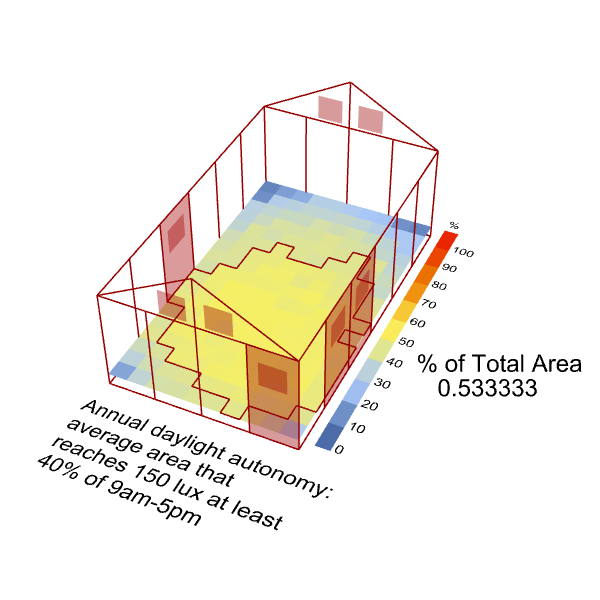 %
100
90
80
70
60
50
40
30
20
10
0
% of Total Area
0.533333
Annual daylight autonomy:
average area that
reaches 150 lux at least
40% of 9am-5pm